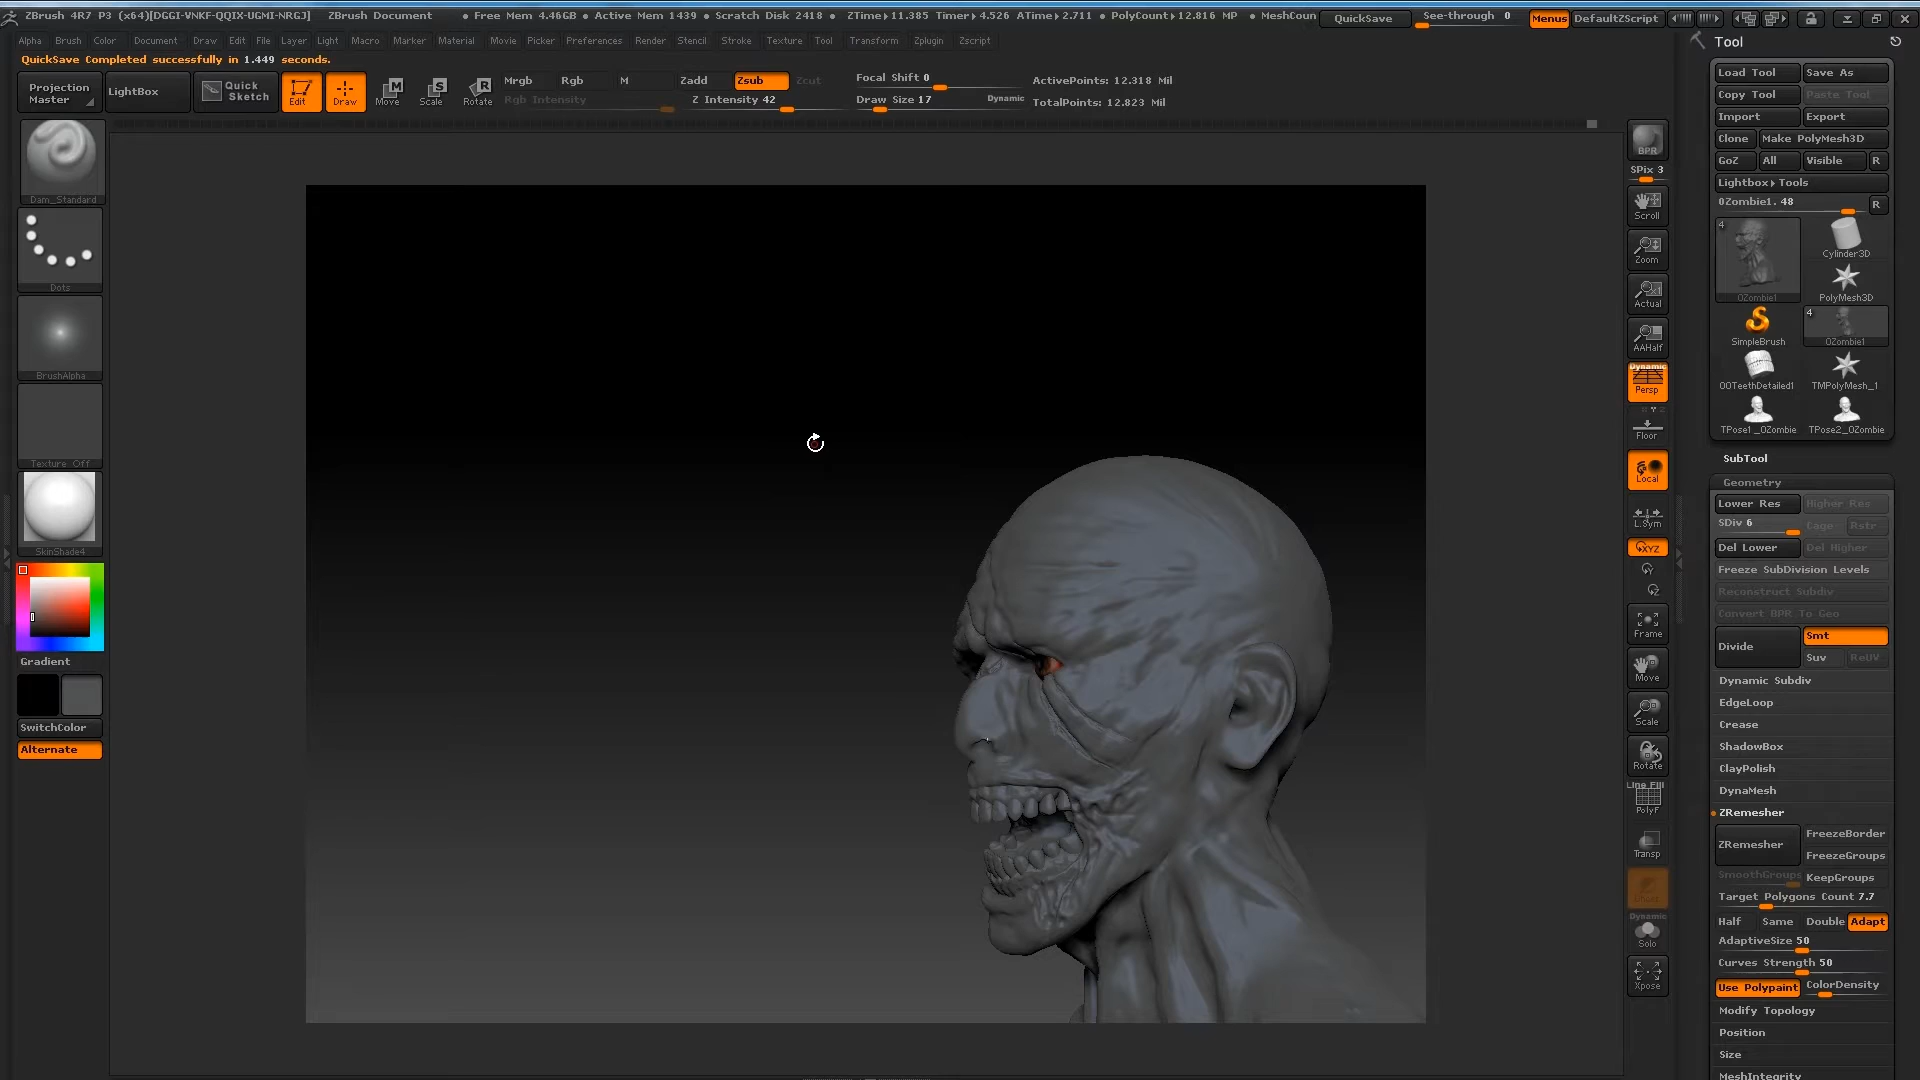 ZBrush 4R7 P3 (x64)[DGGI-VNKF-QQIX-UGMI-NRGJ] ZBrush Document • Free Mem 4.46GB • Active Mem 1439 • Scratch Disk 2418 • ZTime▸11.385 Timer▸4.526 ATime▸2.711 • PolyCount▸12.816 MP • MeshCoun QuickSave See-through 0 Menus DefaultZScript
Alpha Brush Color Document Draw Edit File Layer Light Macro Marker Material Movie Picker Preferences Render Stencil Stroke Texture Tool Transform Zplugin Zscript
QuickSave Completed successfully in 1.449 seconds.
Projection Master
LightBox
Quick Sketch
Edit
Draw
Move
Scale
Rotate
Mrgb Rgb M Zadd Zsub Zcut
Rgb Intensity Z Intensity 42
Focal Shift 0
Draw Size 17 Dynamic
ActivePoints: 12.318 Mil
TotalPoints: 12.823 Mil
Dam_Standard
Dots
BrushAlpha
Texture Off
SkinShade4
Gradient
SwitchColor
Alternate
BPR
SPix 3
Scroll
Zoom
Actual
AAHalf
Dynamic
Persp
Floor
Local
L.Sym
XYZ
Y
Z
Frame
Move
Scale
Rotate
Line Fill
PolyF
Transp
Dynamic
Solo
Xpose
Tool
Load Tool Save As
Copy Tool Paste Tool
Import Export
Clone Make PolyMesh3D
GoZ All Visible R
Lightbox▸Tools
0Zombie1. 48 R
4
0Zombie1
Cylinder3D
PolyMesh3D
SimpleBrush
4
0Zombie1
00TeethDetailed1
TMPolyMesh_1
TPose1_0Zombie
TPose2_0Zombie
SubTool
Geometry
Lower Res Higher Res
SDiv 6 Cage Rstr
Del Lower Del Higher
Freeze SubDivision Levels
Reconstruct Subdiv
Convert BPR To Geo
Divide Smt
Suv ReUV
Dynamic Subdiv
EdgeLoop
Crease
ShadowBox
ClayPolish
DynaMesh
ZRemesher
ZRemesher FreezeBorder
FreezeGroups
SmoothGroups KeepGroups
Target Polygons Count 7.7
Half Same Double Adapt
AdaptiveSize 50
Curves Strength 50
Use Polypaint ColorDensity
Modify Topology
Position
Size
MeshIntegrity